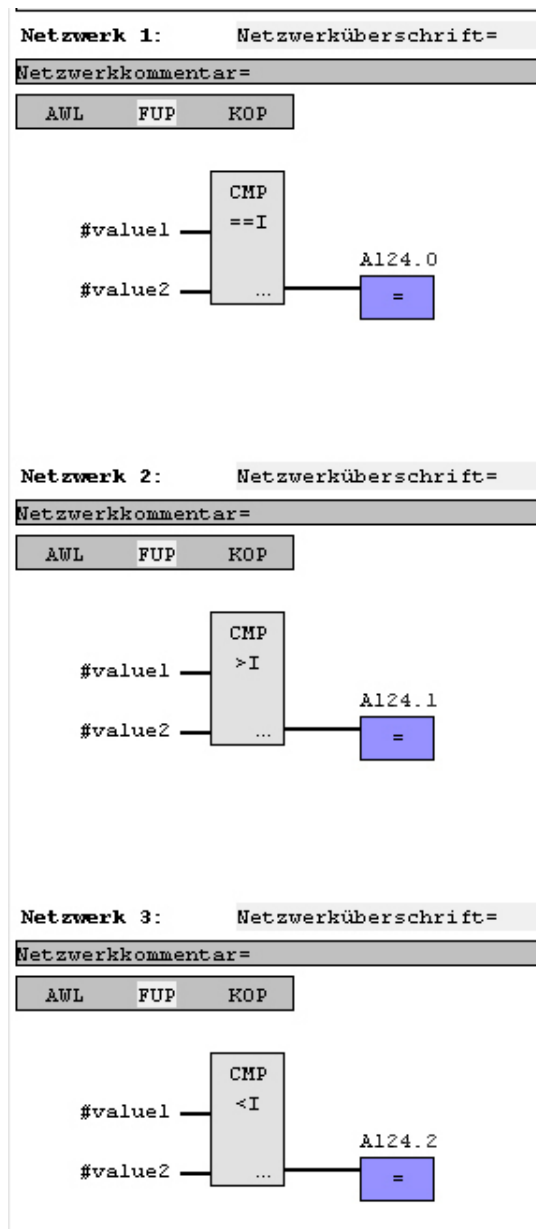 Netzwerk 1: Netzwerküberschrift=
Netzwerkkommentar=
AWL FUP KOP
CMP
#value1 ==I
A124.0
#value2 ... =
Netzwerk 2: Netzwerküberschrift=
Netzwerkkommentar=
AWL FUP KOP
CMP
#value1 >I
A124.1
#value2 ... =
Netzwerk 3: Netzwerküberschrift=
Netzwerkkommentar=
AWL FUP KOP
CMP
#value1 <I
A124.2
#value2 ... =